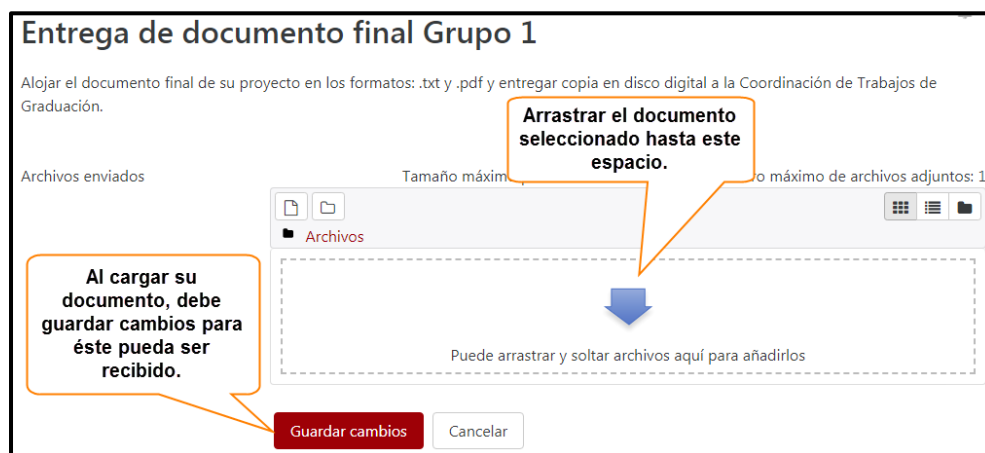 Entrega de documento final Grupo 1
Alojar el documento final de su proyecto en los formatos: .txt y .pdf y entregar copia en disco digital a la Coordinación de Trabajos de
Graduación.
Arrastrar el documento
seleccionado hasta este
espacio.
Archivos enviados
Tamaño máximo máximo de archivos adjuntos: 1
Archivos
Al cargar su
documento, debe
guardar cambios para
éste pueda ser
recibido.
Puede arrastrar y soltar archivos aquí para añadirlos
Guardar cambios
Cancelar